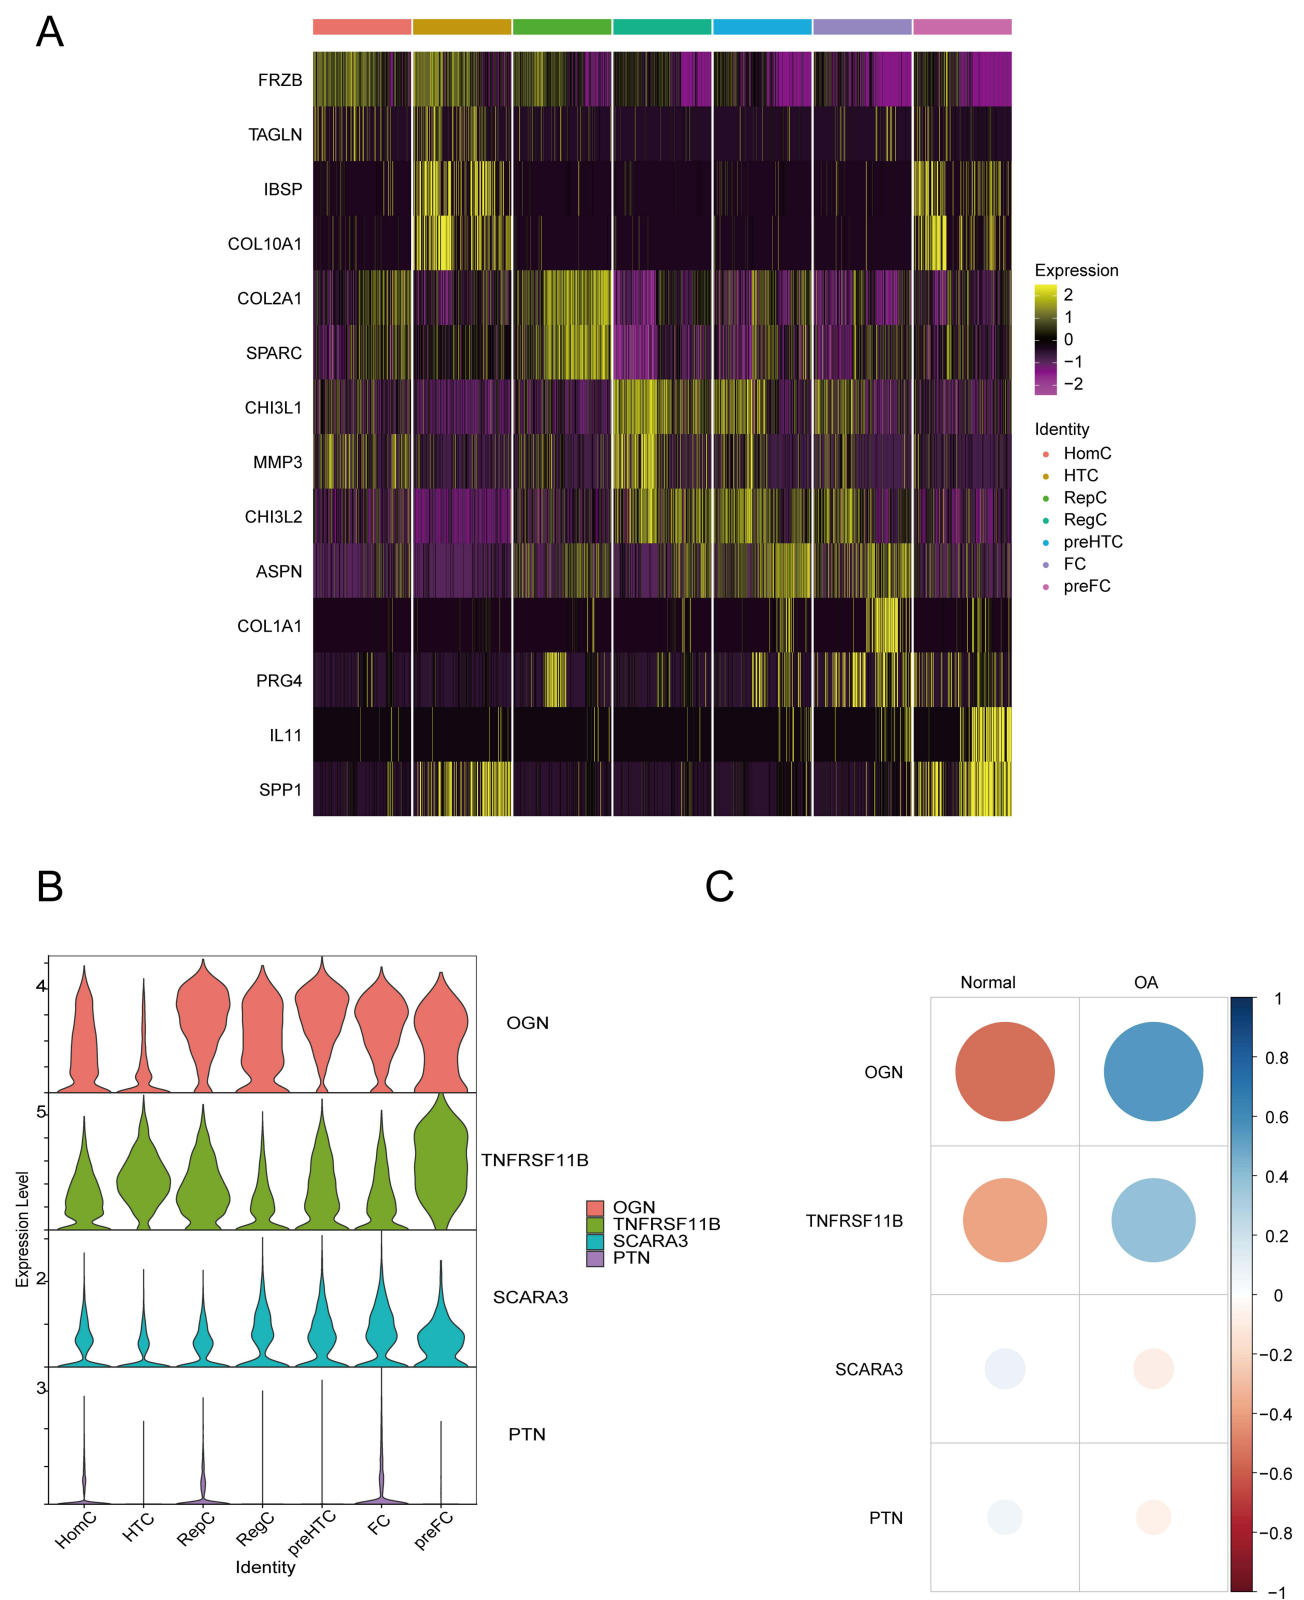 A
FRZB
TAGLN
IBSP
COL10A1
COL2A1
SPARC
CHI3L1
MMP3
CHI3L2
ASPN
COL1A1
PRG4
IL11
SPP1
Expression
2
1
0
−1
−2
Identity
HomC
HTC
RepC
RegC
preHTC
FC
preFC
B
Expression Level
4
5
2
3
OGN
TNFRSF11B
SCARA3
PTN
OGN
TNFRSF11B
SCARA3
PTN
HomC
HTC
RepC
RegC
preHTC
FC
preFC
Identity
C
Normal
OA
OGN
TNFRSF11B
SCARA3
PTN
1
0.8
0.6
0.4
0.2
0
−0.2
−0.4
−0.6
−0.8
−1